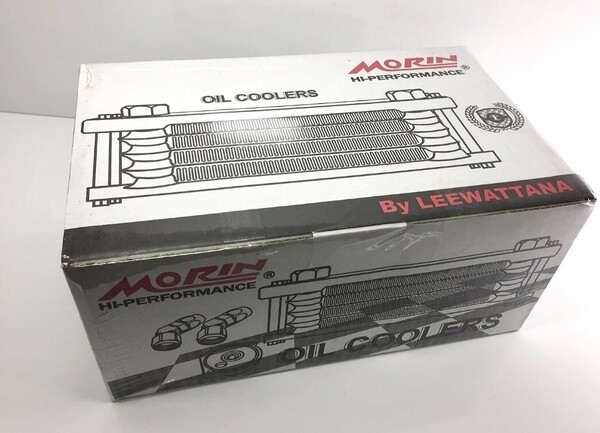 MORIN
HI-PERFORMANCE®
OIL COOLERS
By LEEWATTANA
MORIN®
HI-PERFORMANCE
OIL COOLERS